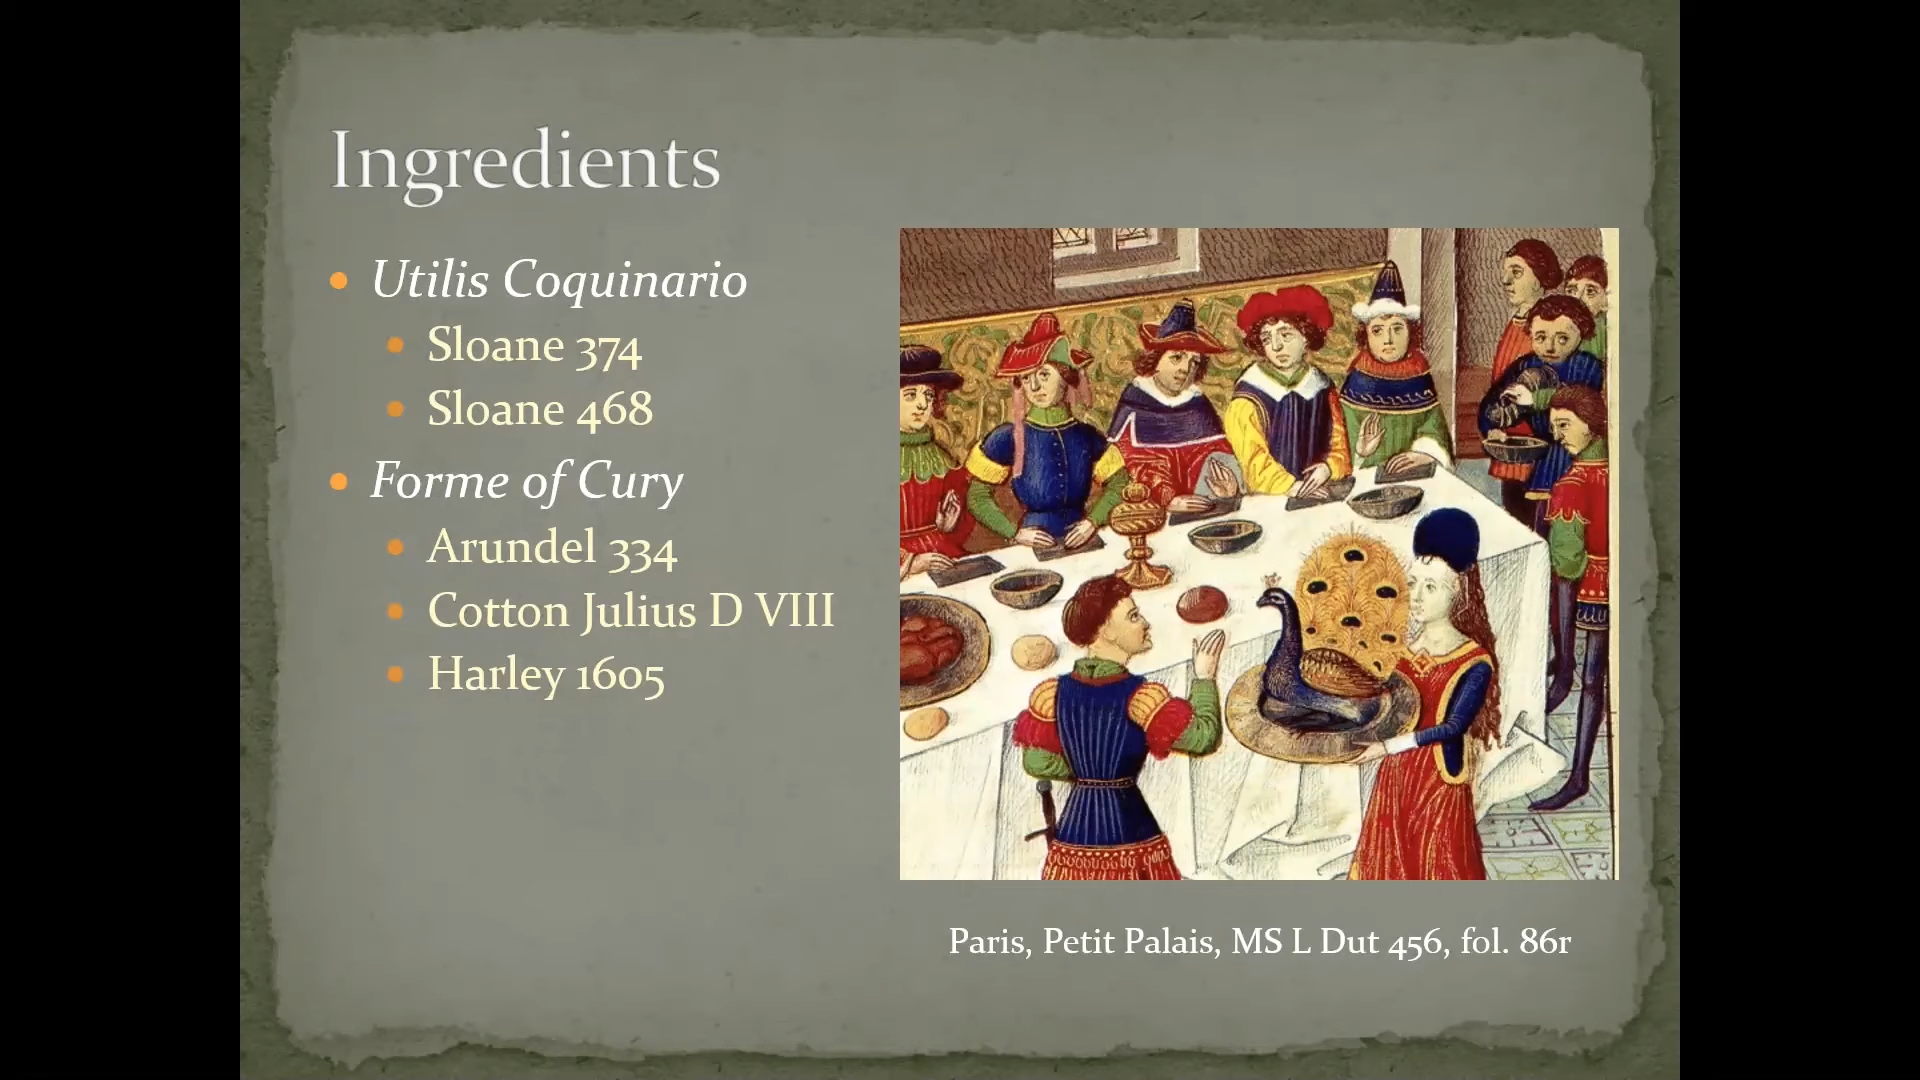 Ingredients
Utilis Coquinario
Sloane 374
Sloane 468
Forme of Cury
Arundel 334
Cotton Julius D VIII
Harley 1605
Paris, Petit Palais, MS L Dut 456, fol. 86r